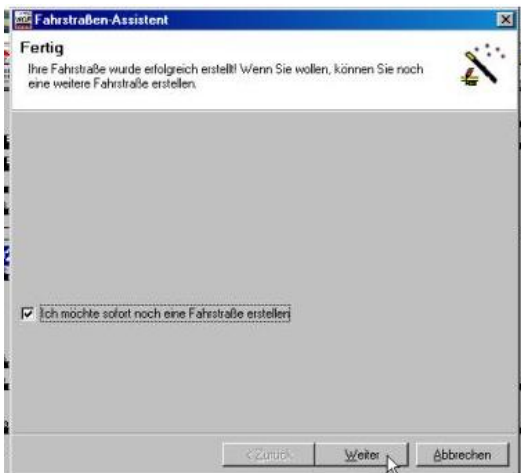 Fahrstraßen-Assistent
Fertig
Ihre Fahrstraße wurde erfolgreich erstellt! Wenn Sie wollen, können Sie noch
eine weitere Fahrstraße erstellen.
Ich möchte sofort noch eine Fahrstraße erstellen
< Zurück Weiter Abbrechen